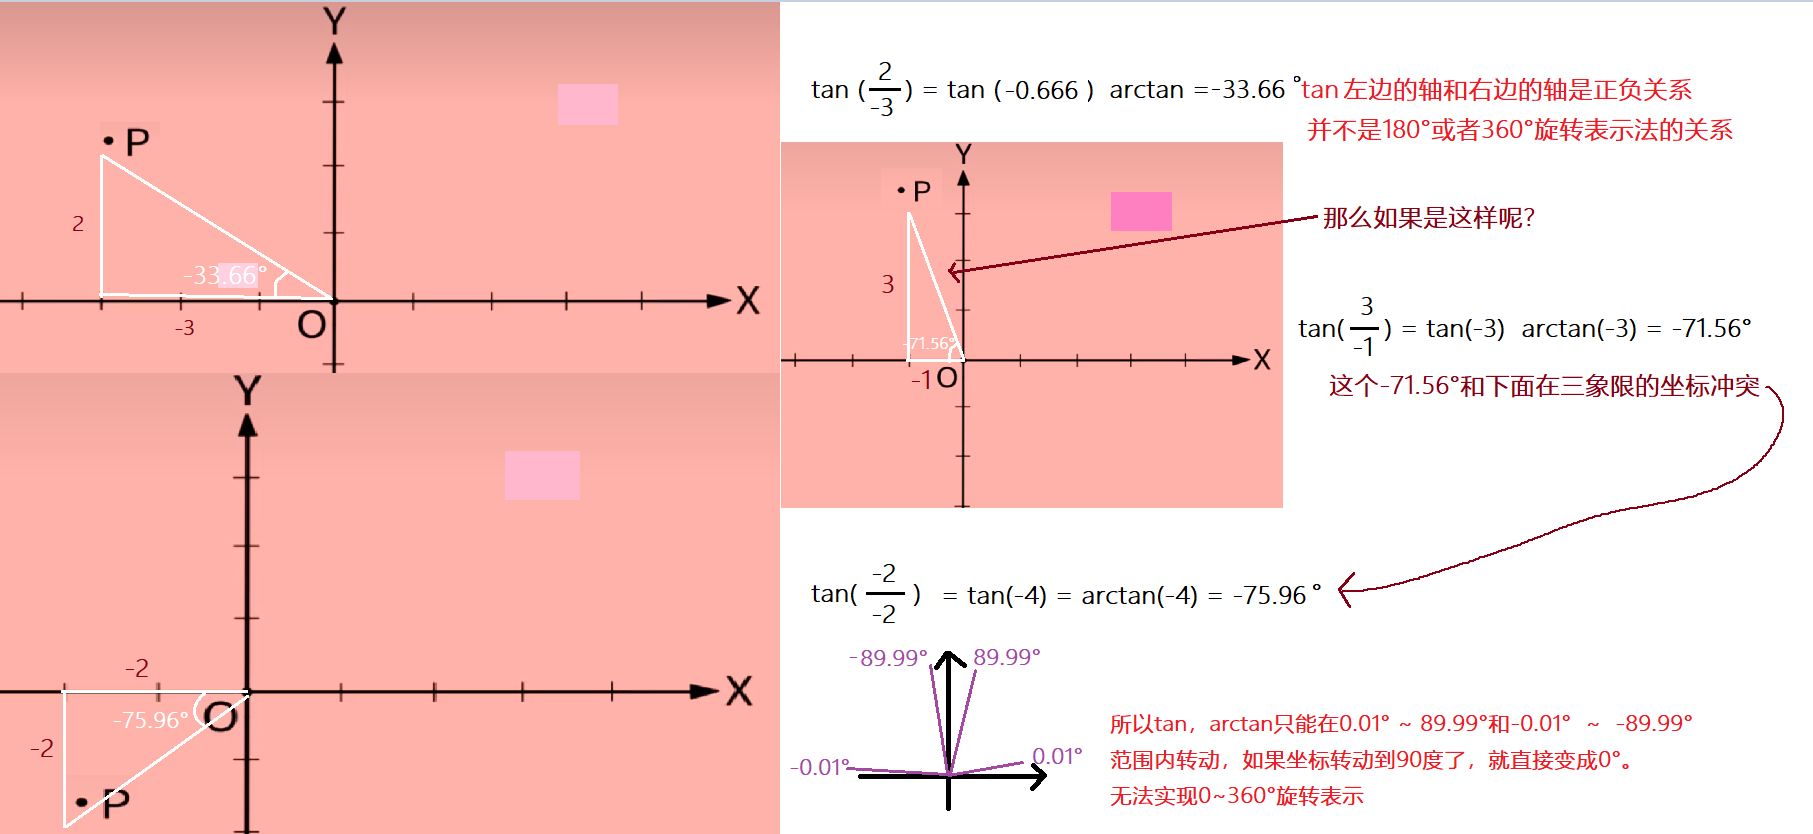 Y
P
2
-33.66°
-3
O
X
tan ( 2/-3 ) = tan ( -0.666 ) arctan =-33.66 °
tan 左边的轴和右边的轴是正负关系
并不是180°或者360°旋转表示法的关系
Y
P
3
-71.56°
-1
O
X
那么如果是这样呢?
tan( 3/-1 ) = tan(-3) arctan(-3) = -71.56°
这个-71.56°和下面在三象限的坐标冲突
Y
-2
-75.96°
O
X
-2
P
tan( -2/-2 ) = tan(-4) = arctan(-4) = -75.96 °
-89.99°
89.99°
-0.01°
0.01°
所以tan，arctan只能在0.01° ~ 89.99°和-0.01° ~ -89.99°
范围内转动，如果坐标转动到90度了，就直接变成0°。
无法实现0~360°旋转表示